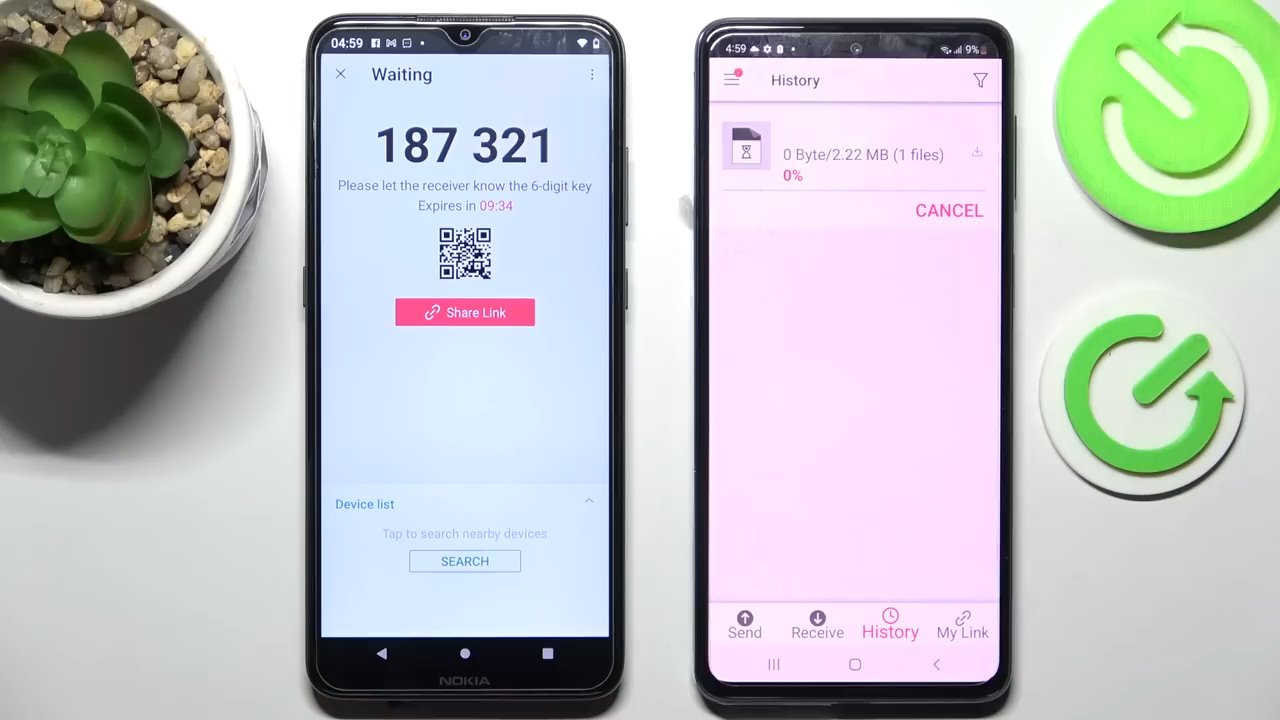 04:59
Waiting
187 321
Please let the receiver know the 6-digit key
Expires in 09:34
Share Link
Device list
Tap to search nearby devices
SEARCH
NOKIA
4:59
9%
History
0 Byte/2.22 MB (1 files)
0%
CANCEL
Send
Receive
History
My Link